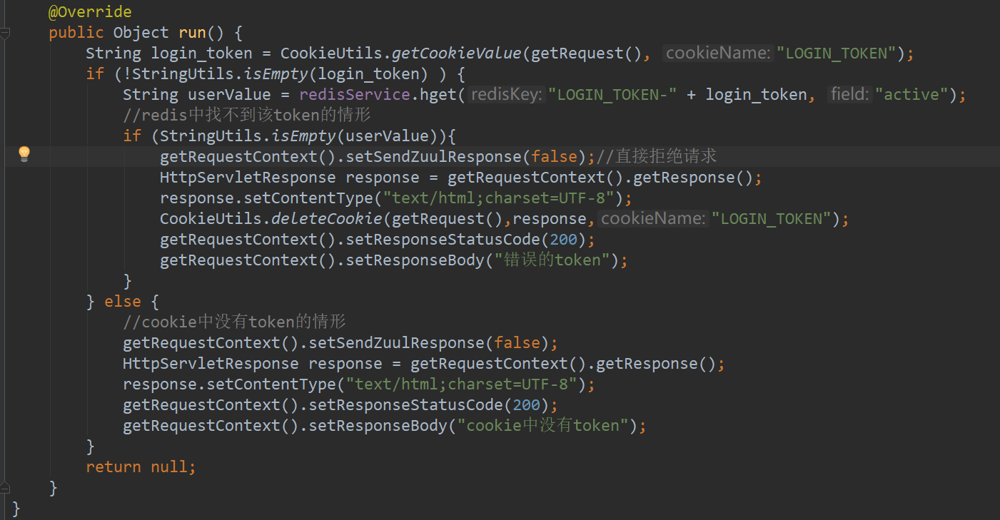 @Override
public Object run() {
String login_token = CookieUtils.getCookieValue(getRequest(), cookieName: "LOGIN_TOKEN");
if (!StringUtils.isEmpty(login_token) ) {
String userValue = redisService.hget( redisKey: "LOGIN_TOKEN-" + login_token, field: "active");
//redis中找不到该token的情形
if (StringUtils.isEmpty(userValue)){
getRequestContext().setSendZuulResponse(false);//直接拒绝请求
HttpServletResponse response = getRequestContext().getResponse();
response.setContentType("text/html;charset=UTF-8");
CookieUtils.deleteCookie(getRequest(),response, cookieName: "LOGIN_TOKEN");
getRequestContext().setResponseStatusCode(200);
getRequestContext().setResponseBody("错误的token");
}
} else {
//cookie中没有token的情形
getRequestContext().setSendZuulResponse(false);
HttpServletResponse response = getRequestContext().getResponse();
response.setContentType("text/html;charset=UTF-8");
getRequestContext().setResponseStatusCode(200);
getRequestContext().setResponseBody("cookie中没有token");
}
return null;
}
}